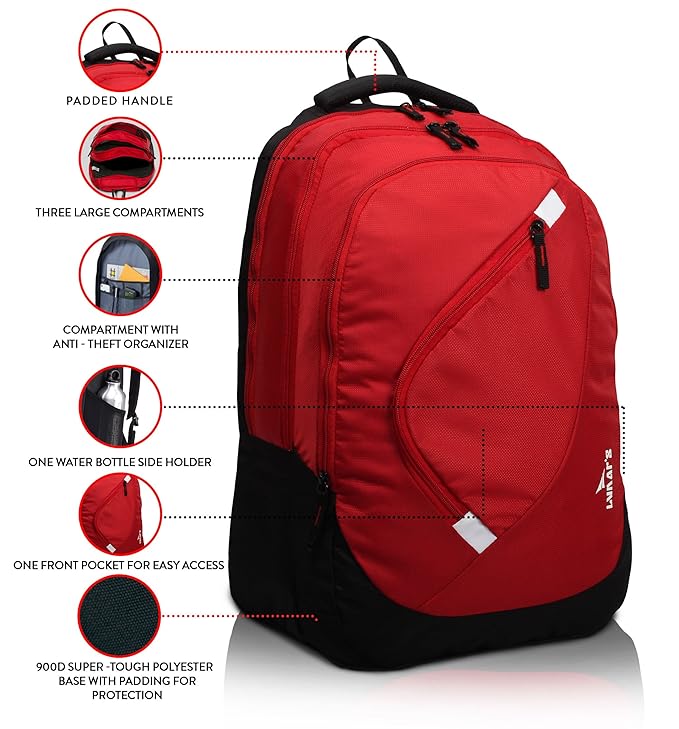 PADDED HANDLE
THREE LARGE COMPARTMENTS
COMPARTMENT WITH
ANTI - THEFT ORGANIZER
ONE WATER BOTTLE SIDE HOLDER
ONE FRONT POCKET FOR EASY ACCESS
900D SUPER -TOUGH POLYESTER
BASE WITH PADDING FOR
PROTECTION
LUNAR'S